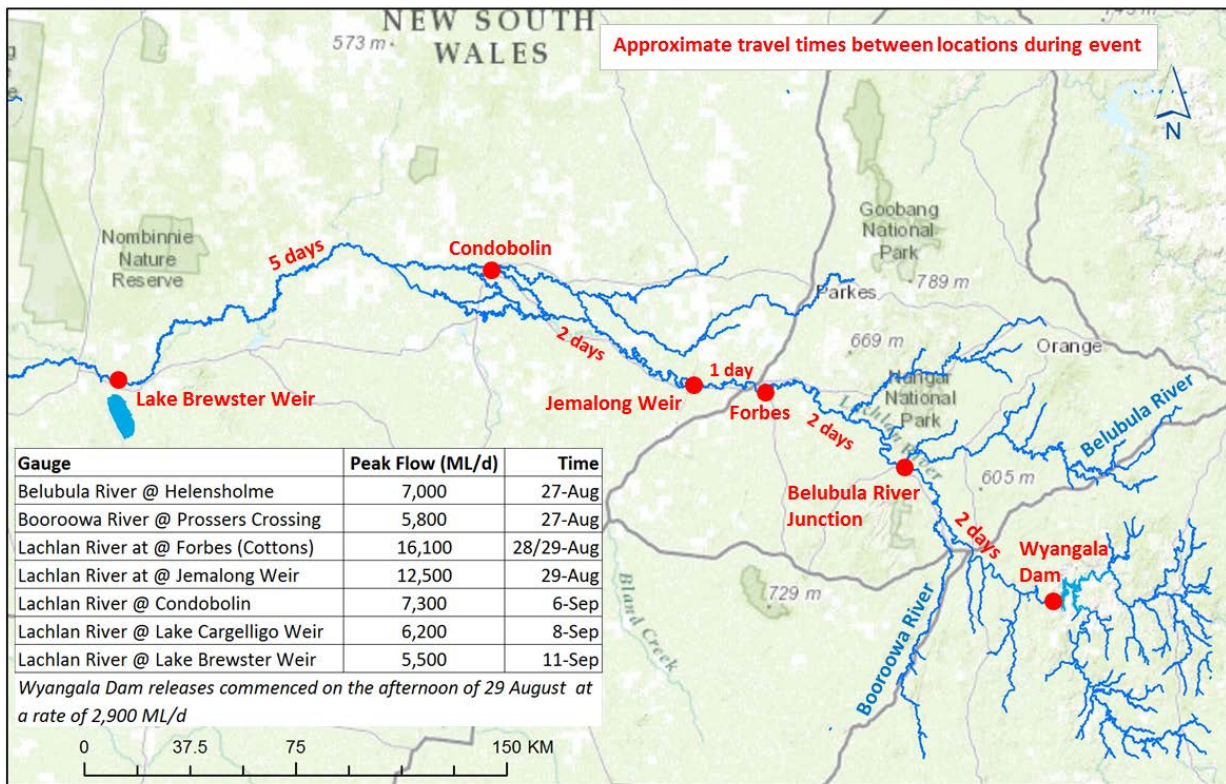 NEW SOUTH
WALES
573 m
Approximate travel times between locations during event
N
Goobang
National
Park
Nombinnie
Nature
Reserve
5 days
Condobolin
Parkes
789 m
2 days
669 m
Orange
1 day
Nangar
National
Park
Lake Brewster Weir
Jemalong Weir
Forbes
2 days
Lachlan River
Belubula River
605 m
Belubula River
Junction
2 days
Wyangala
Dam
729 m
Bland Creek
Booroowa River
Gauge Peak Flow (ML/d) Time
Belubula River @ Helensholme 7,000 27-Aug
Booroowa River @ Prossers Crossing 5,800 27-Aug
Lachlan River at @ Forbes (Cottons) 16,100 28/29-Aug
Lachlan River at @ Jemalong Weir 12,500 29-Aug
Lachlan River @ Condobolin 7,300 6-Sep
Lachlan River @ Lake Cargelligo Weir 6,200 8-Sep
Lachlan River @ Lake Brewster Weir 5,500 11-Sep
Wyangala Dam releases commenced on the afternoon of 29 August at
a rate of 2,900 ML/d
0 37.5 75 150 KM